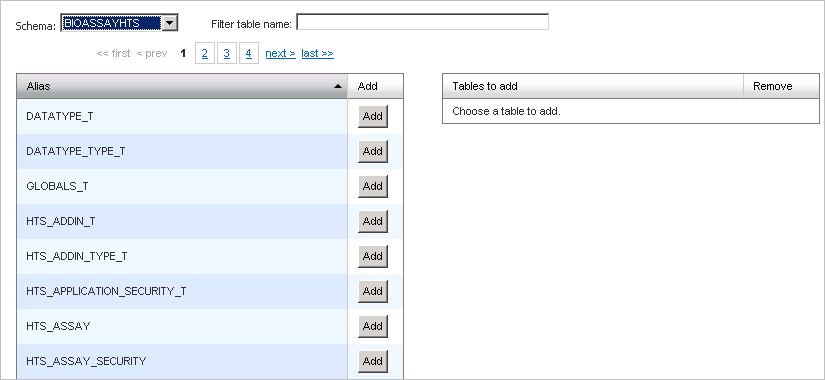 Schema: BIOASSAYHTS Filter table name:
<< first < prev 1 2 3 4 next > last >>
Alias Add Tables to add Remove
DATATYPE_T Add Choose a table to add.
DATATYPE_TYPE_T Add
GLOBALS_T Add
HTS_ADDIN_T Add
HTS_ADDIN_TYPE_T Add
HTS_APPLICATION_SECURITY_T Add
HTS_ASSAY Add
HTS_ASSAY_SECURITY Add